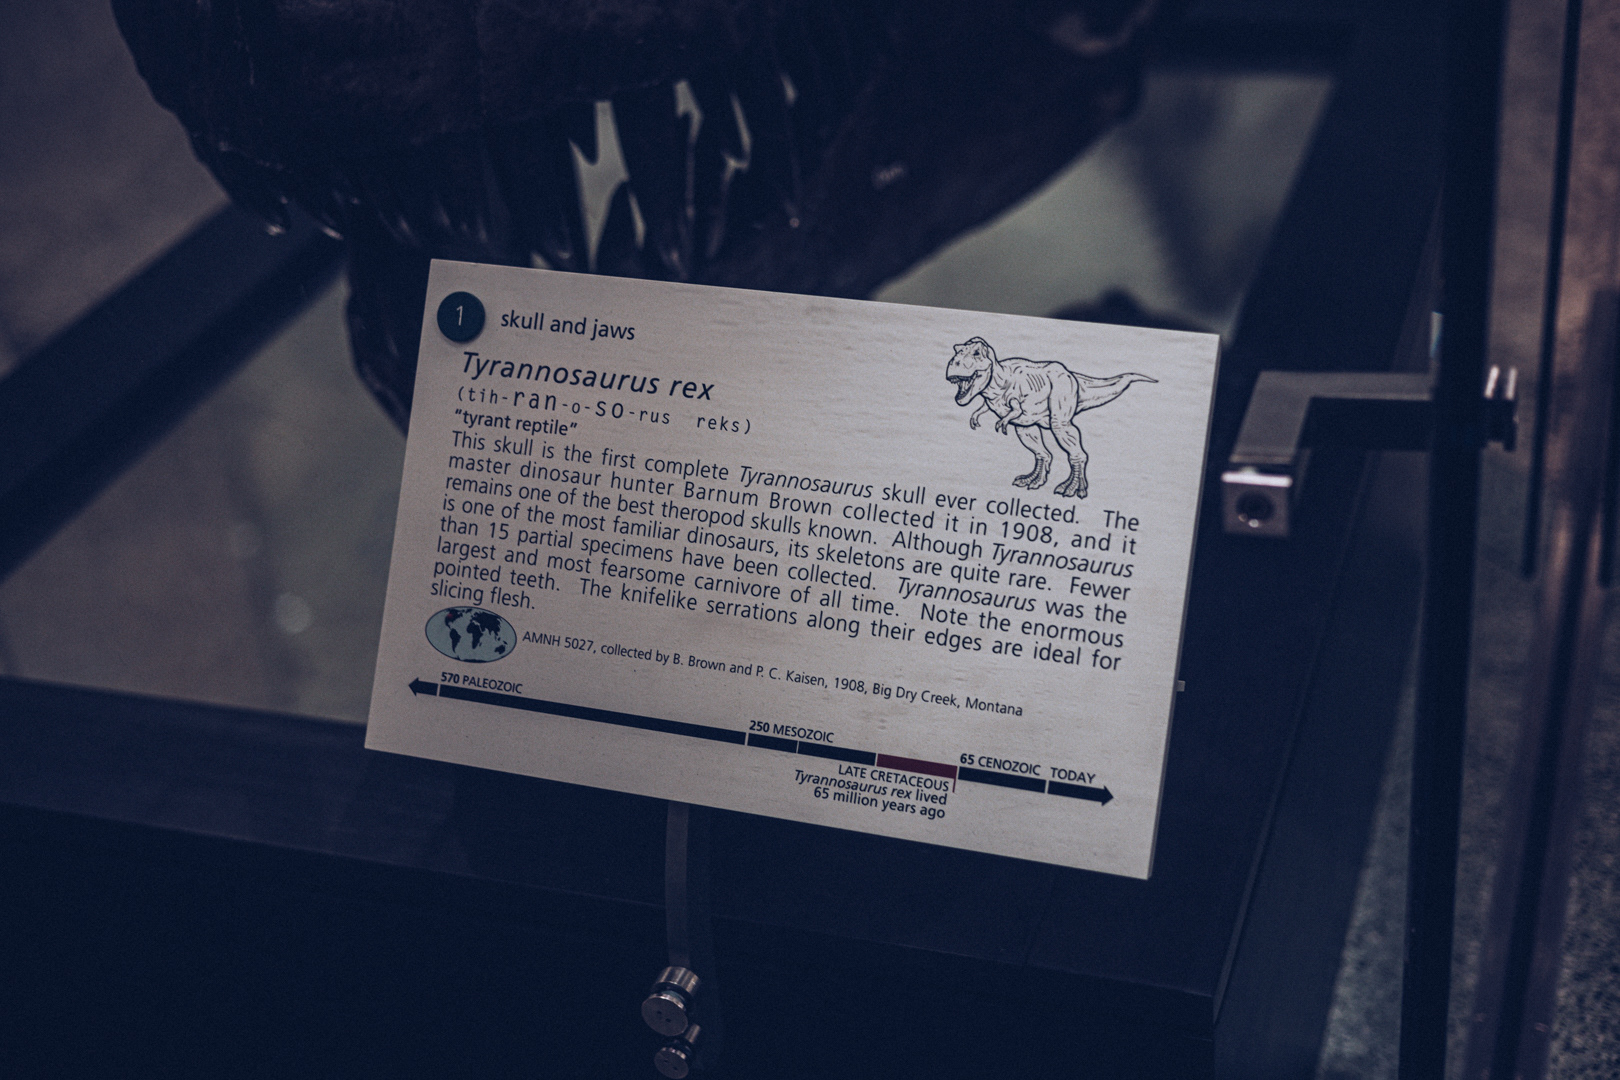 1 skull and jaws
Tyrannosaurus rex
(tih-ran-o-so-rus reks)
"tyrant reptile"
This skull is the first complete Tyrannosaurus skull ever collected. The
master dinosaur hunter Barnum Brown collected it in 1908, and it
remains one of the best theropod skulls known. Although Tyrannosaurus
is one of the most familiar dinosaurs, its skeletons are quite rare. Fewer
than 15 partial specimens have been collected. Tyrannosaurus was the
largest and most fearsome carnivore of all time. Note the enormous
pointed teeth. The knifelike serrations along their edges are ideal for
slicing flesh.
AMNH 5027, collected by B. Brown and P. C. Kaisen, 1908, Big Dry Creek, Montana
570 PALEOZOIC
250 MESOZOIC
65 CENOZOIC TODAY
LATE CRETACEOUS
Tyrannosaurus rex lived
65 million years ago